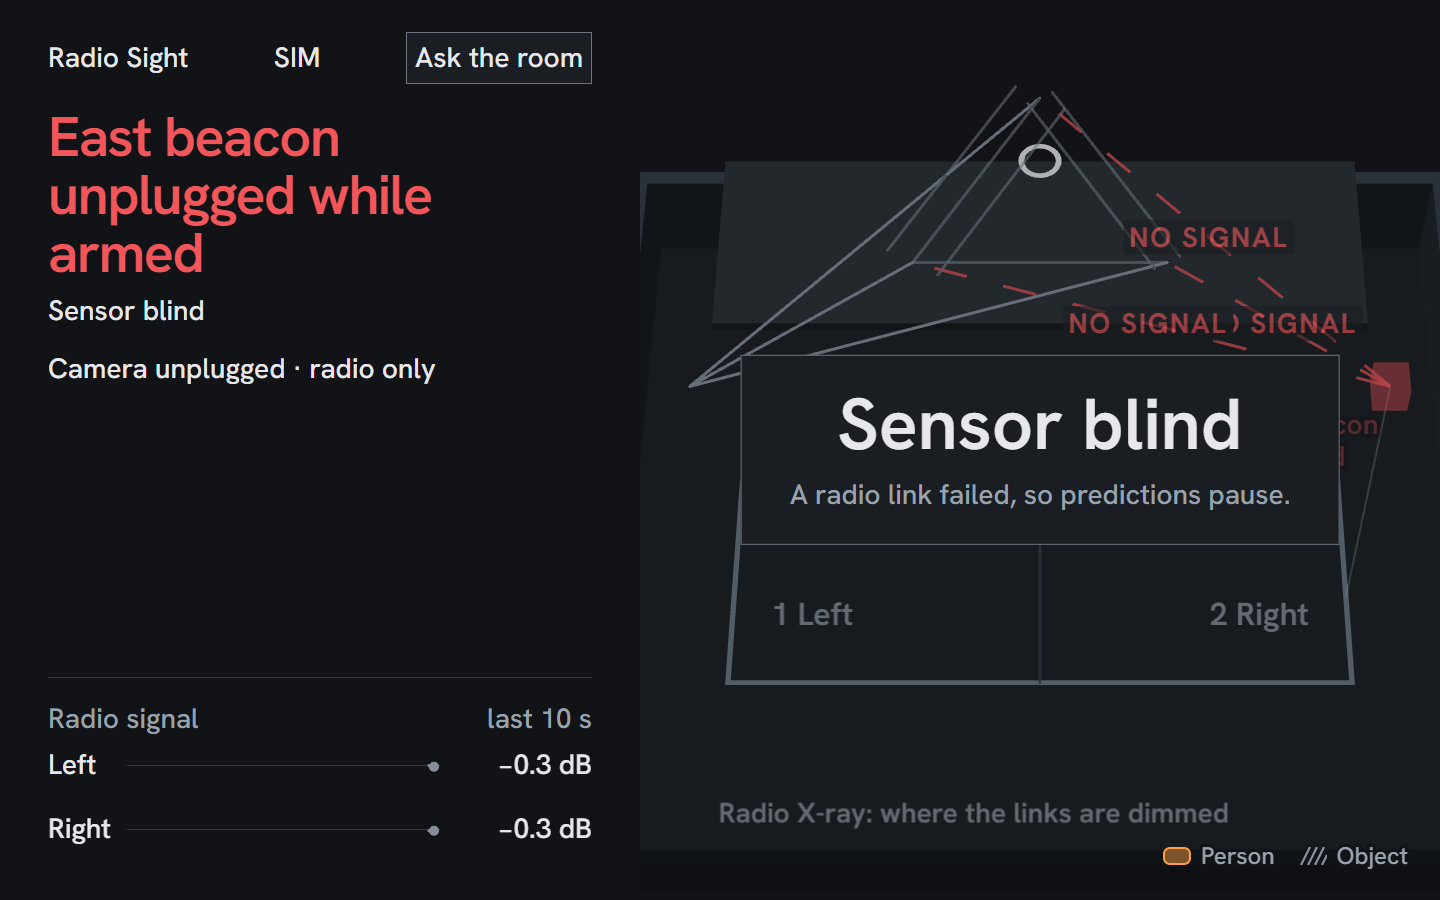 Radio Sight
SIM
Ask the room
East beacon
unplugged while
armed
Sensor blind
Camera unplugged · radio only
Radio signal
last 10 s
Left
−0.3 dB
Right
−0.3 dB
NO SIGNAL
NO SIGNAL
SIGNAL
Sensor blind
A radio link failed, so predictions pause.
1 Left
2 Right
Radio X-ray: where the links are dimmed
Person
Object